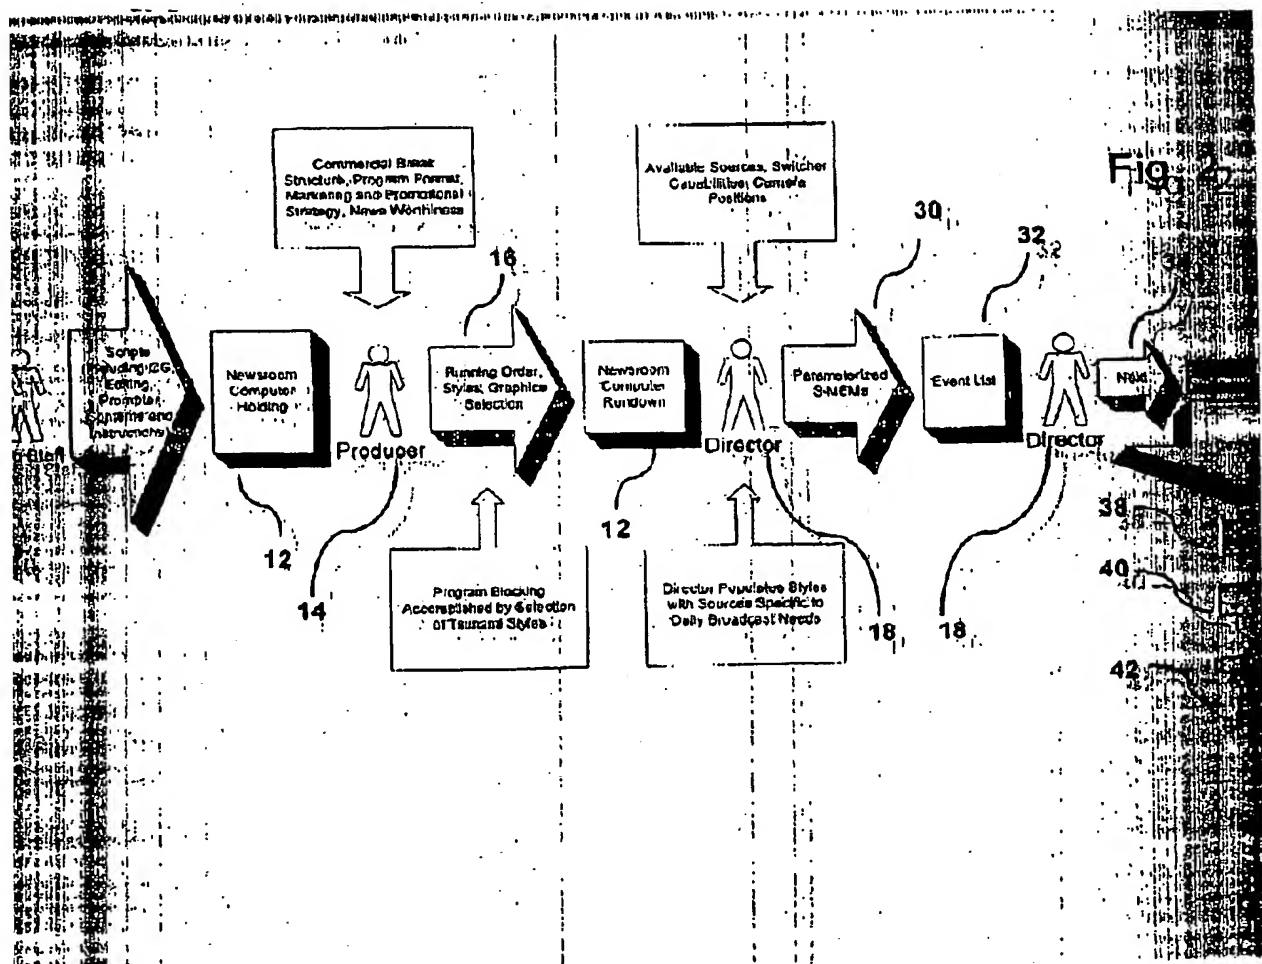 Commercial Break
Structure, Program Format,
Marketing and Promotional
Strategy, News Worthiness
Available Sources, Switcher
Capabilities, Camera
Positions
Fig
16
30
32
Scripts
Editing,
Prompter
and
Instructions
Newsroom
Computer
Holding
Producer
Running Order,
Styles, Graphics
Selection
Newsroom
Computer
Rundown
Director
Parameterized
S-MEMs
Event List
Director
12
14
12
18
18
38
40
42
Program Blocking
Accomplished by Selection
of Tsunami Styles
Director Populates Styles
with Sources Specific to
Daily Broadcast Needs